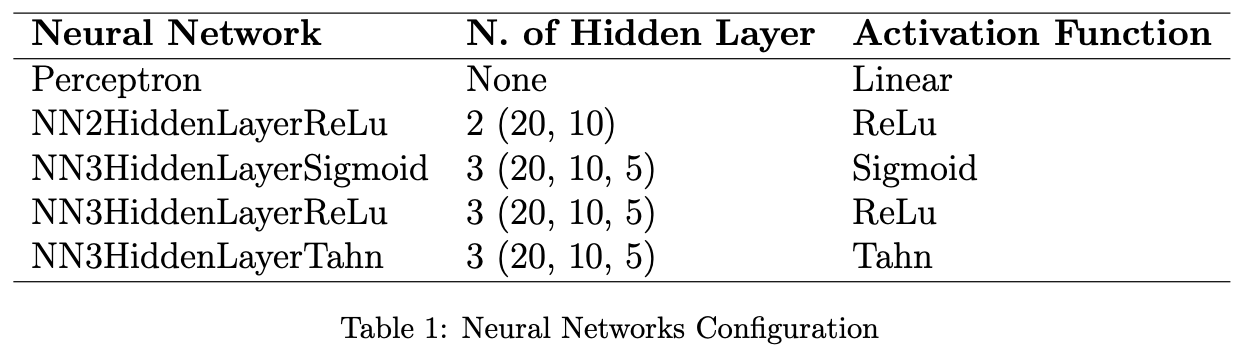 Neural Network N. of Hidden Layer Activation Function
Perceptron None Linear
NN2HiddenLayerReLu 2 (20, 10) ReLu
NN3HiddenLayerSigmoid 3 (20, 10, 5) Sigmoid
NN3HiddenLayerReLu 3 (20, 10, 5) ReLu
NN3HiddenLayerTahn 3 (20, 10, 5) Tahn
Table 1: Neural Networks Configuration